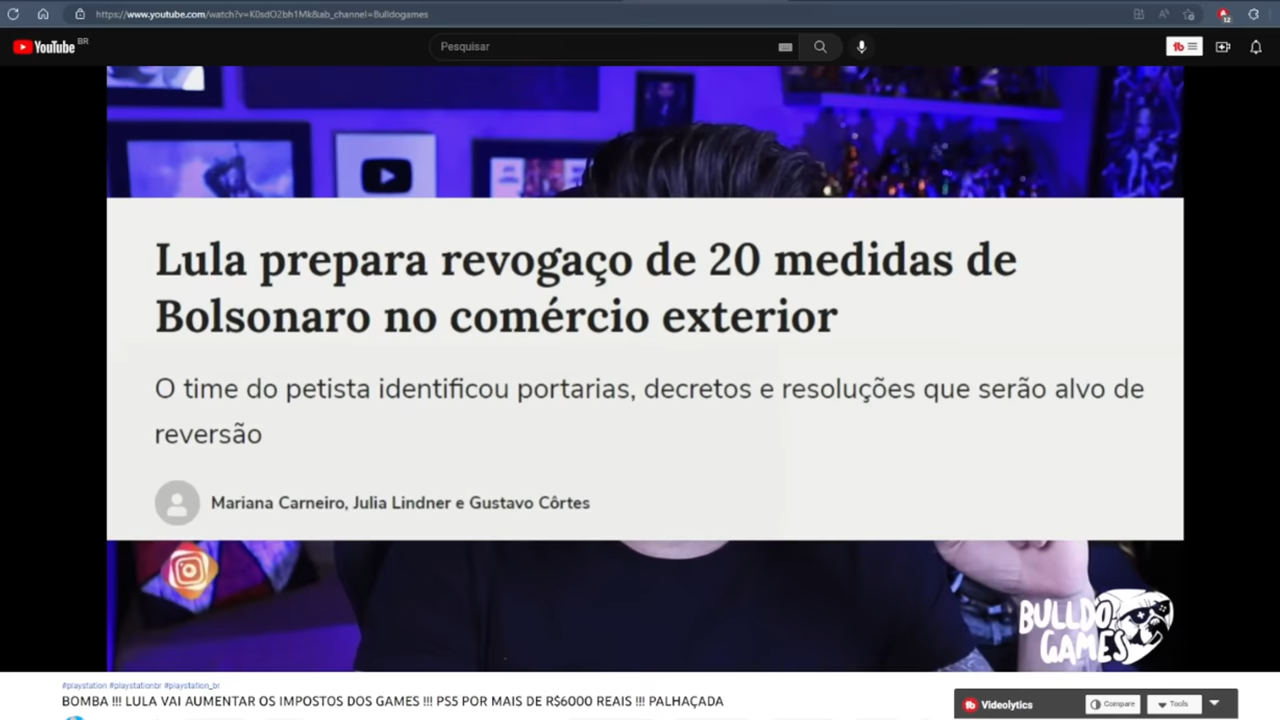 https://www.youtube.com/watch?v=K0sdO2bh1Mk&ab_channel=Bulldogames
12
YouTube BR
Pesquisar
Lula prepara revogaço de 20 medidas de
Bolsonaro no comércio exterior
O time do petista identificou portarias, decretos e resoluções que serão alvo de
reversão
Mariana Carneiro, Julia Lindner e Gustavo Côrtes
BULLDO
GAMES
#playstation #playstationbr #playstation_br
BOMBA !!! LULA VAI AUMENTAR OS IMPOSTOS DOS GAMES !!! PS5 POR MAIS DE R$6000 REAIS !!! PALHAÇADA
Videolytics
Compare
Tools